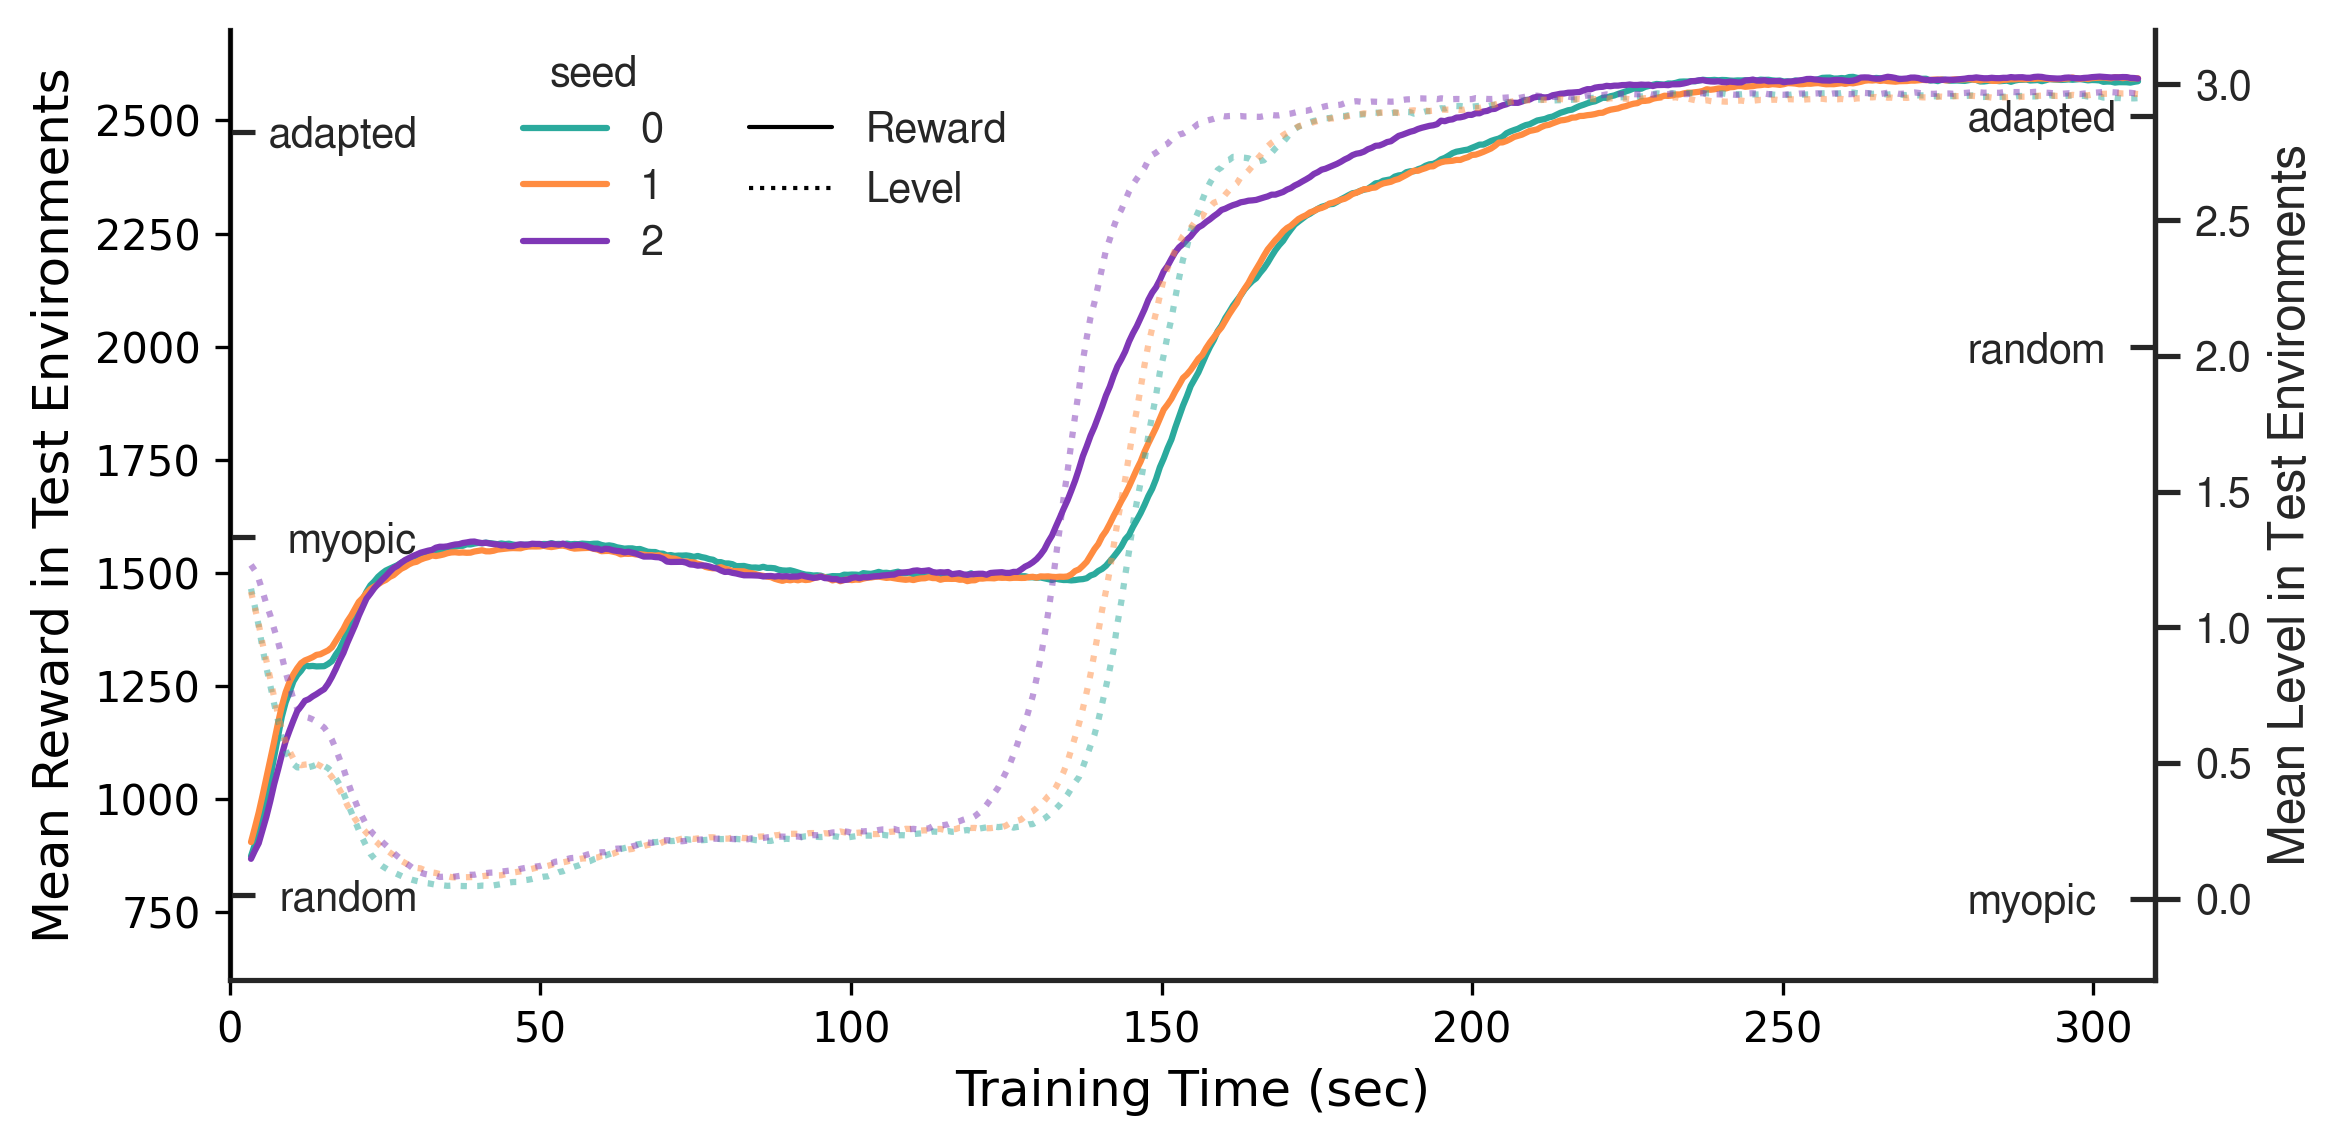 Mean Reward in Test Environments
2500
2250
2000
1750
1500
1250
1000
750
adapted
myopic
random
seed
0
1
2
Reward
Level
adapted
random
myopic
3.0
2.5
2.0
1.5
1.0
0.5
0.0
Mean Level in Test Environments
0
50
100
150
200
250
300
Training Time (sec)